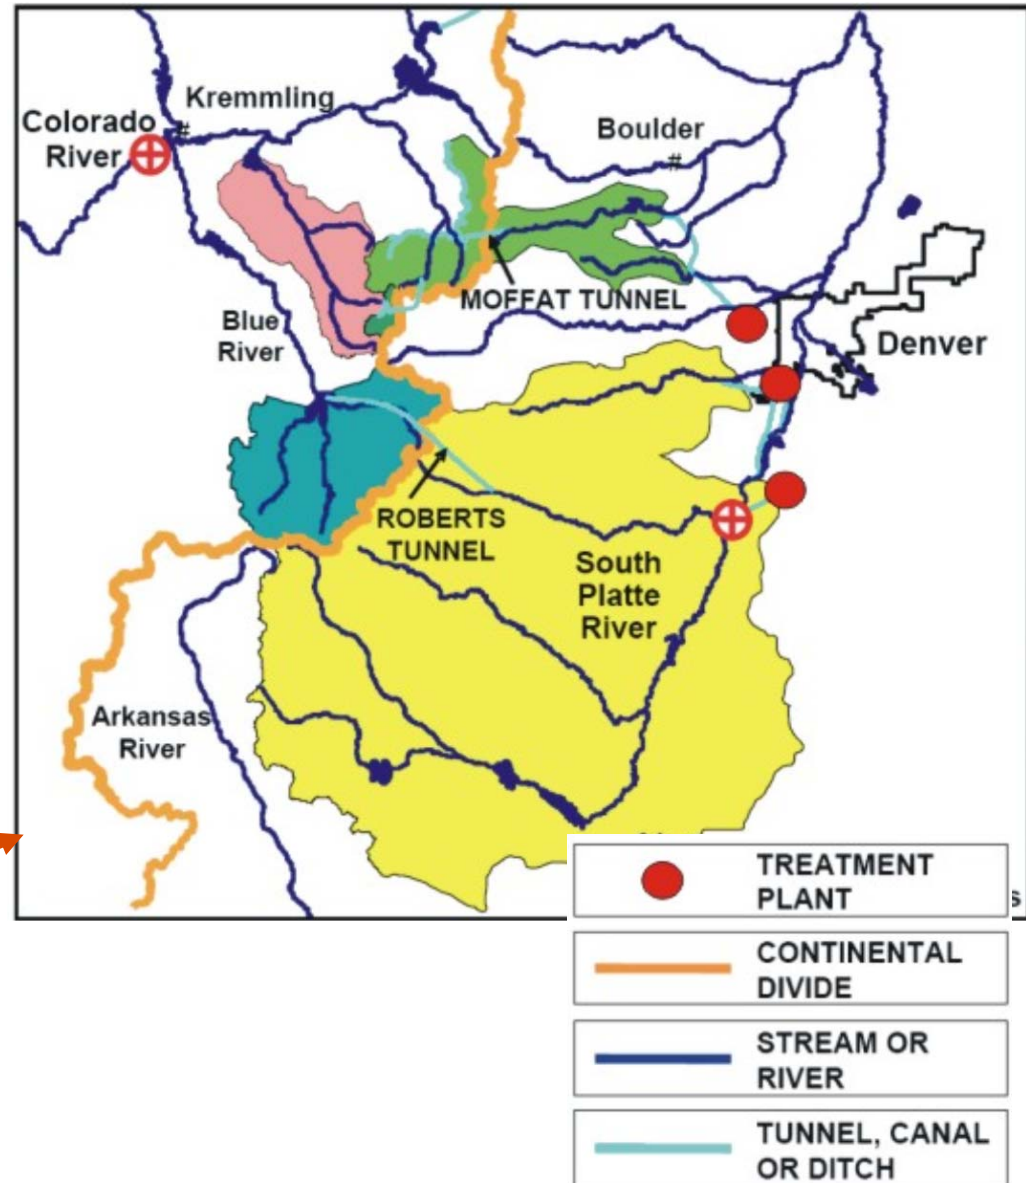 Kremmling
Colorado
River
#
Boulder
#
MOFFAT TUNNEL
Blue
River
Denver
ROBERTS
TUNNEL
South
Platte
River
Arkansas
River
TREATMENT
PLANT
s
CONTINENTAL
DIVIDE
STREAM OR
RIVER
TUNNEL, CANAL
OR DITCH